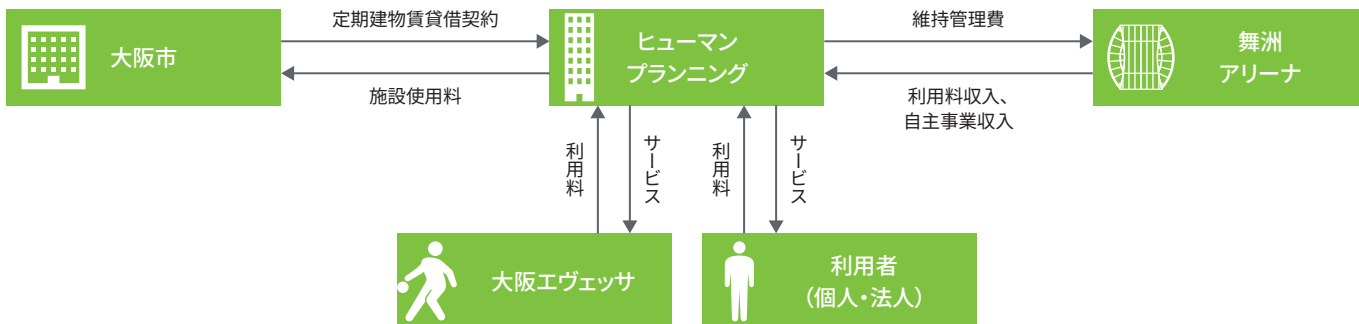 大阪市
定期建物賃貸借契約
施設使用料
ヒューマン
プランニング
維持管理費
利用料収入、
自主事業収入
舞洲
アリーナ
利用料
サービス
利用料
サービス
大阪エヴェッサ
利用者
（個人・法人）